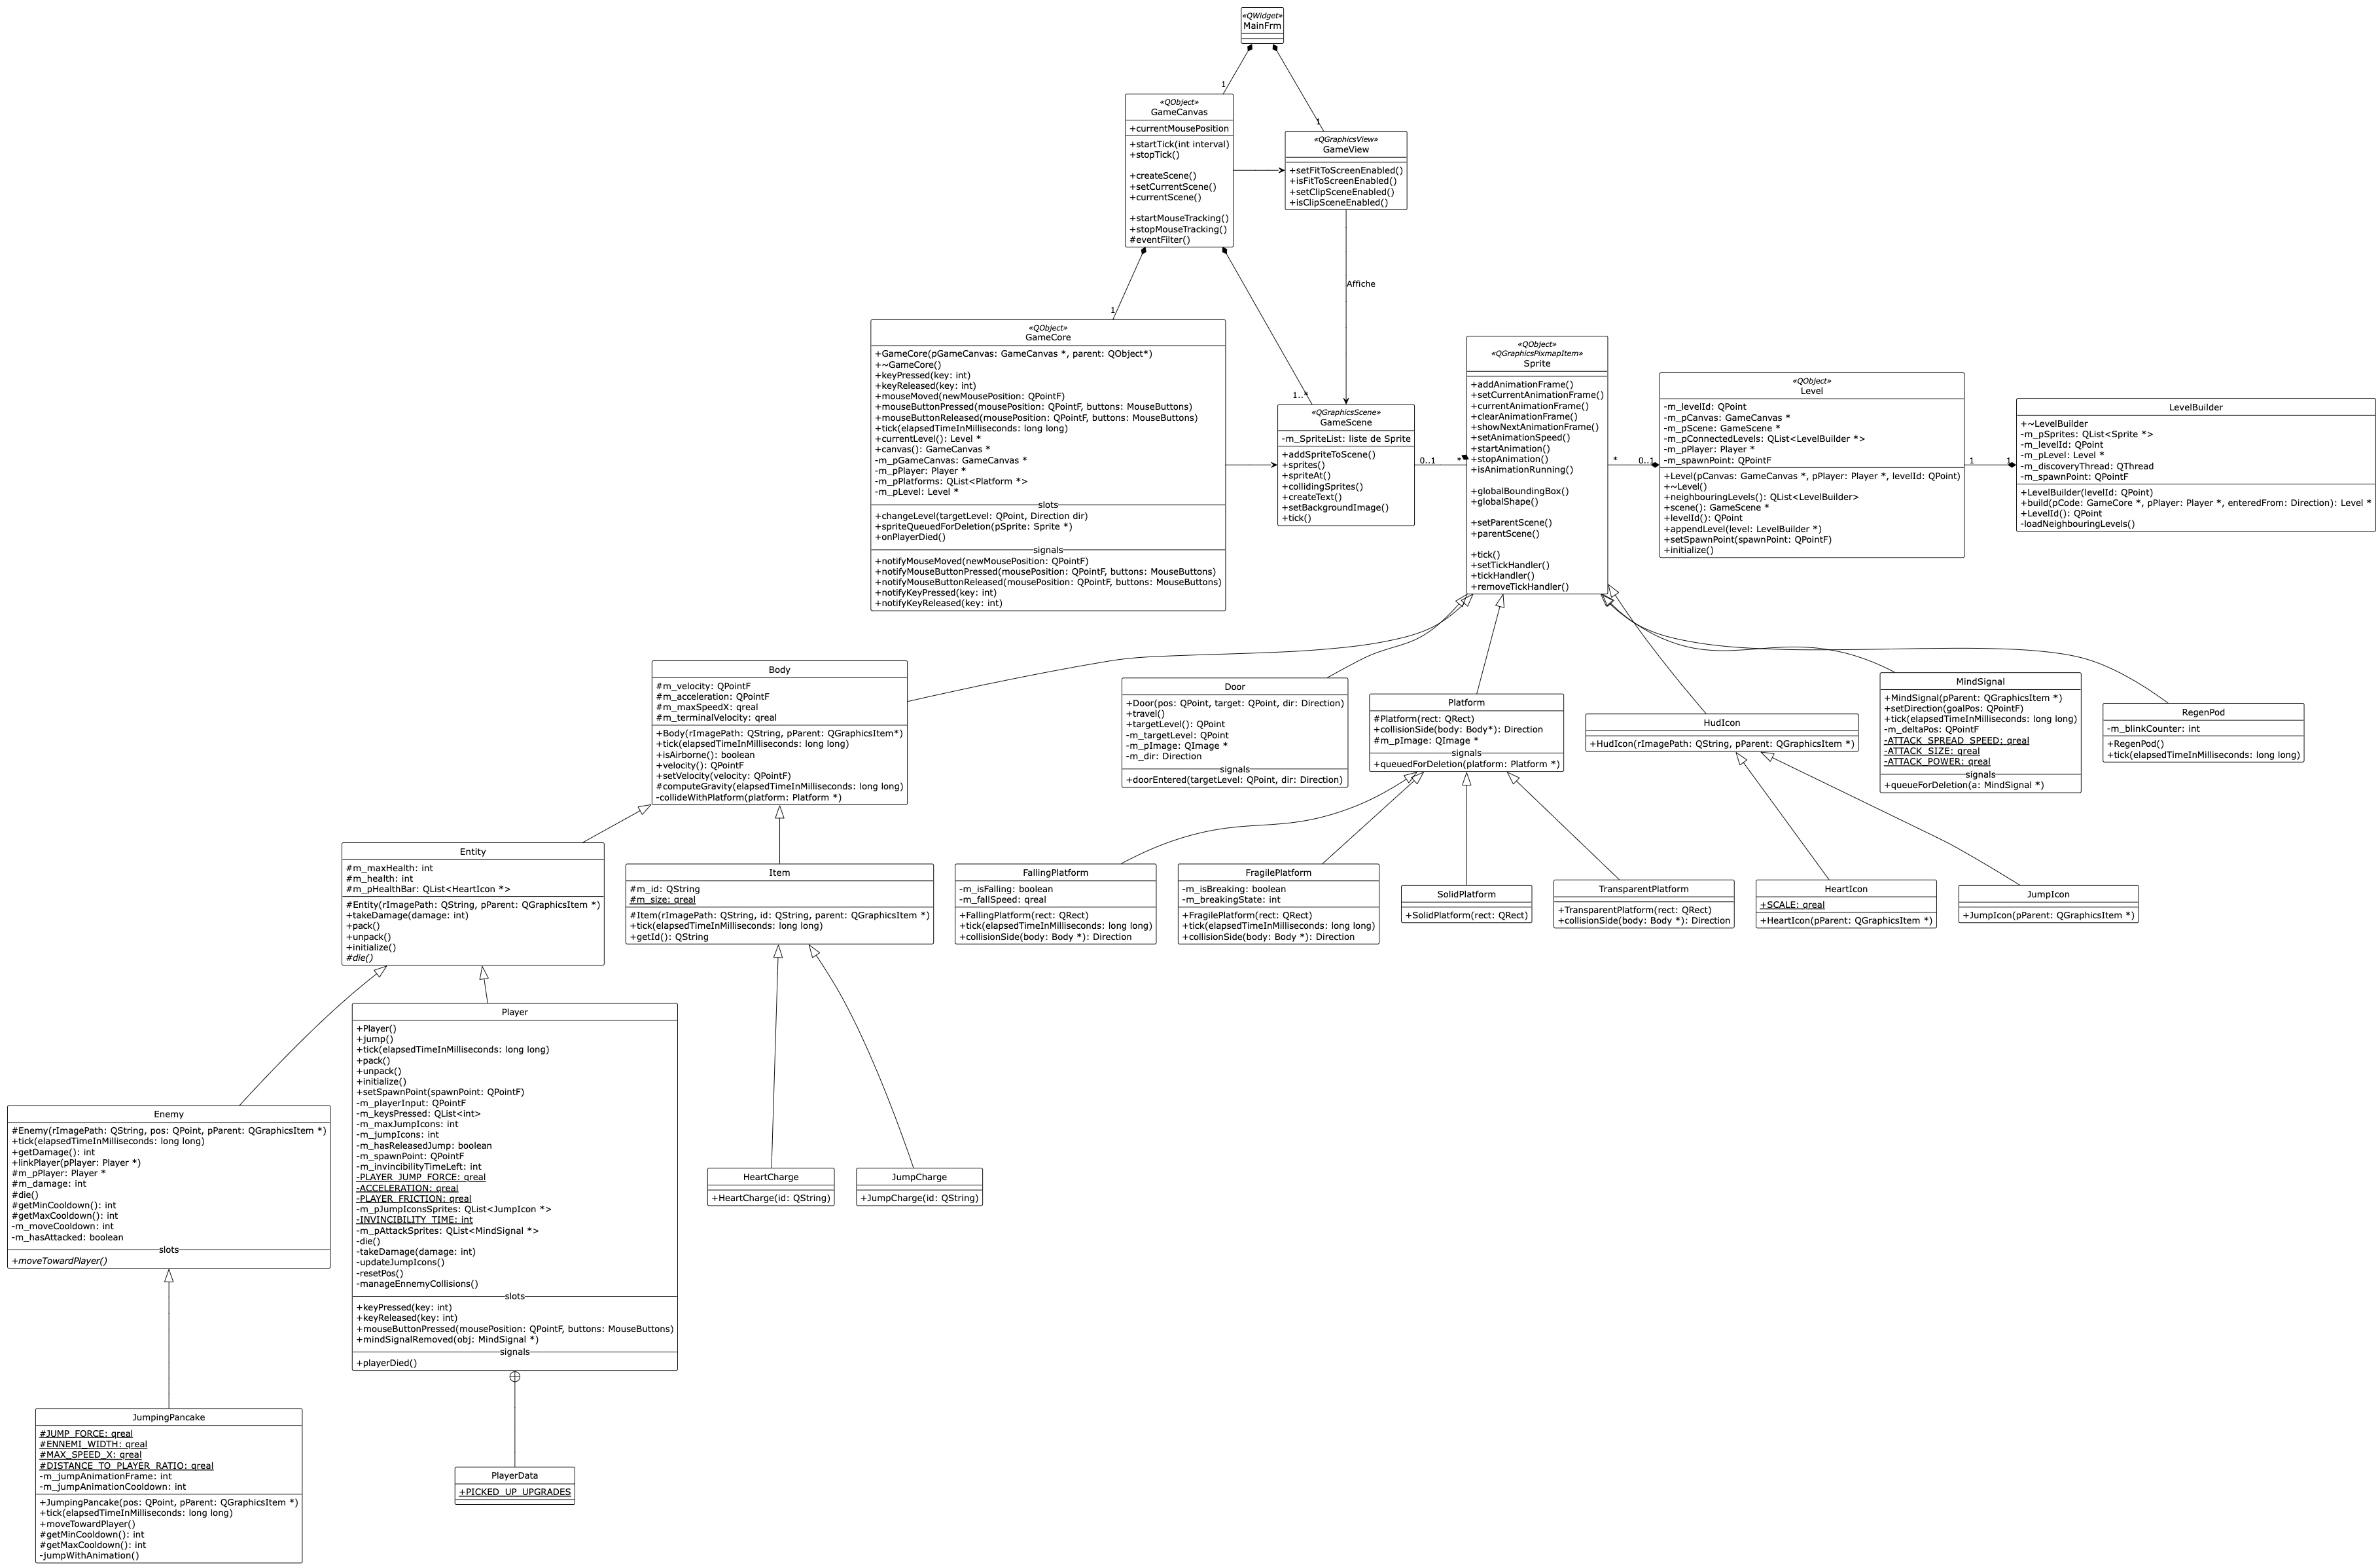 «QWidget»
MainFrm
1
1
«QObject»
GameCanvas
+currentMousePosition
+startTick(int interval)
+stopTick()
+createScene()
+setCurrentScene()
+currentScene()
+startMouseTracking()
+stopMouseTracking()
#eventFilter()
«QGraphicsView»
GameView
+setFitToScreenEnabled()
+isFitToScreenEnabled()
+setClipSceneEnabled()
+isClipSceneEnabled()
Affiche
1
1..*
«QObject»
GameCore
+GameCore(pGameCanvas: GameCanvas *, parent: QObject*)
+~GameCore()
+keyPressed(key: int)
+keyReleased(key: int)
+mouseMoved(newMousePosition: QPointF)
+mouseButtonPressed(mousePosition: QPointF, buttons: MouseButtons)
+mouseButtonReleased(mousePosition: QPointF, buttons: MouseButtons)
+tick(elapsedTimeInMilliseconds: long long)
+currentLevel(): Level *
+canvas(): GameCanvas *
-m_pGameCanvas: GameCanvas *
-m_pPlayer: Player *
-m_pPlatforms: QList<Platform *>
-m_pLevel: Level *
slots
+changeLevel(targetLevel: QPoint, Direction dir)
+spriteQueuedForDeletion(pSprite: Sprite *)
+onPlayerDied()
signals
+notifyMouseMoved(newMousePosition: QPointF)
+notifyMouseButtonPressed(mousePosition: QPointF, buttons: MouseButtons)
+notifyMouseButtonReleased(mousePosition: QPointF, buttons: MouseButtons)
+notifyKeyPressed(key: int)
+notifyKeyReleased(key: int)
«QGraphicsScene»
GameScene
-m_SpriteList: liste de Sprite
+addSpriteToScene()
+sprites()
+spriteAt()
+collidingSprites()
+createText()
+setBackgroundImage()
+tick()
0..1
*
«QObject»
«QGraphicsPixmapItem»
Sprite
+addAnimationFrame()
+setCurrentAnimationFrame()
+currentAnimationFrame()
+clearAnimationFrame()
+showNextAnimationFrame()
+setAnimationSpeed()
+startAnimation()
+stopAnimation()
+isAnimationRunning()
+globalBoundingBox()
+globalShape()
+setParentScene()
+parentScene()
+tick()
+setTickHandler()
+tickHandler()
+removeTickHandler()
*
0..1
«QObject»
Level
-m_levelId: QPoint
-m_pCanvas: GameCanvas *
-m_pScene: GameScene *
-m_pConnectedLevels: QList<LevelBuilder *>
-m_pPlayer: Player *
-m_spawnPoint: QPointF
+Level(pCanvas: GameCanvas *, pPlayer: Player *, levelId: QPoint)
+~Level()
+neighbouringLevels(): QList<LevelBuilder>
+scene(): GameScene *
+levelId(): QPoint
+appendLevel(level: LevelBuilder *)
+setSpawnPoint(spawnPoint: QPointF)
+initialize()
1
1
LevelBuilder
+~LevelBuilder
-m_pSprites: QList<Sprite *>
-m_levelId: QPoint
-m_pLevel: Level *
-m_discoveryThread: QThread
-m_spawnPoint: QPointF
+LevelBuilder(levelId: QPoint)
+build(pCode: GameCore *, pPlayer: Player *, enteredFrom: Direction): Level *
+LevelId(): QPoint
-loadNeighbouringLevels()
Body
#m_velocity: QPointF
#m_acceleration: QPointF
#m_maxSpeedX: qreal
#m_terminalVelocity: qreal
+Body(rImagePath: QString, pParent: QGraphicsItem*)
+tick(elapsedTimeInMilliseconds: long long)
+isAirborne(): boolean
+velocity(): QPointF
+setVelocity(velocity: QPointF)
#computeGravity(elapsedTimeInMilliseconds: long long)
-collideWithPlatform(platform: Platform *)
Door
+Door(pos: QPoint, target: QPoint, dir: Direction)
+travel()
+targetLevel(): QPoint
-m_targetLevel: QPoint
-m_pImage: QImage *
-m_dir: Direction
signals
+doorEntered(targetLevel: QPoint, dir: Direction)
Platform
#Platform(rect: QRect)
+collisionSide(body: Body*): Direction
#m_pImage: QImage *
signals
+queuedForDeletion(platform: Platform *)
HudIcon
+HudIcon(rImagePath: QString, pParent: QGraphicsItem *)
MindSignal
+MindSignal(pParent: QGraphicsItem *)
+setDirection(goalPos: QPointF)
+tick(elapsedTimeInMilliseconds: long long)
-m_deltaPos: QPointF
-ATTACK_SPREAD_SPEED: qreal
-ATTACK_SIZE: qreal
-ATTACK_POWER: qreal
signals
+queueForDeletion(a: MindSignal *)
RegenPod
-m_blinkCounter: int
+RegenPod()
+tick(elapsedTimeInMilliseconds: long long)
Entity
#m_maxHealth: int
#m_health: int
#m_pHealthBar: QList<HeartIcon *>
#Entity(rImagePath: QString, pParent: QGraphicsItem *)
+takeDamage(damage: int)
+pack()
+unpack()
+initialize()
#die()
Item
#m_id: QString
#m_size: qreal
#Item(rImagePath: QString, id: QString, parent: QGraphicsItem *)
+tick(elapsedTimeInMilliseconds: long long)
+getId(): QString
FallingPlatform
-m_isFalling: boolean
-m_fallSpeed: qreal
+FallingPlatform(rect: QRect)
+tick(elapsedTimeInMilliseconds: long long)
+collisionSide(body: Body *): Direction
FragilePlatform
-m_isBreaking: boolean
-m_breakingState: int
+FragilePlatform(rect: QRect)
+tick(elapsedTimeInMilliseconds: long long)
+collisionSide(body: Body *): Direction
SolidPlatform
+SolidPlatform(rect: QRect)
TransparentPlatform
+TransparentPlatform(rect: QRect)
+collisionSide(body: Body *): Direction
HeartIcon
+SCALE: qreal
+HeartIcon(pParent: QGraphicsItem *)
JumpIcon
+JumpIcon(pParent: QGraphicsItem *)
Enemy
#Enemy(rImagePath: QString, pos: QPoint, pParent: QGraphicsItem *)
+tick(elapsedTimeInMilliseconds: long long)
+getDamage(): int
+linkPlayer(pPlayer: Player *)
#m_pPlayer: Player *
#m_damage: int
#die()
#getMinCooldown(): int
#getMaxCooldown(): int
-m_moveCooldown: int
-m_hasAttacked: boolean
slots
+moveTowardPlayer()
Player
+Player()
+jump()
+tick(elapsedTimeInMilliseconds: long long)
+pack()
+unpack()
+initialize()
+setSpawnPoint(spawnPoint: QPointF)
-m_playerInput: QPointF
-m_keysPressed: QList<int>
-m_maxJumpIcons: int
-m_jumpIcons: int
-m_hasReleasedJump: boolean
-m_spawnPoint: QPointF
-m_invincibilityTimeLeft: int
-PLAYER_JUMP_FORCE: qreal
-ACCELERATION: qreal
-PLAYER_FRICTION: qreal
-m_pJumpIconsSprites: QList<JumpIcon *>
-INVINCIBILITY_TIME: int
-m_pAttackSprites: QList<MindSignal *>
-die()
-takeDamage(damage: int)
-updateJumpIcons()
-resetPos()
-manageEnnemyCollisions()
slots
+keyPressed(key: int)
+keyReleased(key: int)
+mouseButtonPressed(mousePosition: QPointF, buttons: MouseButtons)
+mindSignalRemoved(obj: MindSignal *)
signals
+playerDied()
HeartCharge
+HeartCharge(id: QString)
JumpCharge
+JumpCharge(id: QString)
JumpingPancake
#JUMP_FORCE: qreal
#ENNEMI_WIDTH: qreal
#MAX_SPEED_X: qreal
#DISTANCE_TO_PLAYER_RATIO: qreal
-m_jumpAnimationFrame: int
-m_jumpAnimationCooldown: int
+JumpingPancake(pos: QPoint, pParent: QGraphicsItem *)
+tick(elapsedTimeInMilliseconds: long long)
+moveTowardPlayer()
#getMinCooldown(): int
#getMaxCooldown(): int
-jumpWithAnimation()
PlayerData
+PICKED_UP_UPGRADES